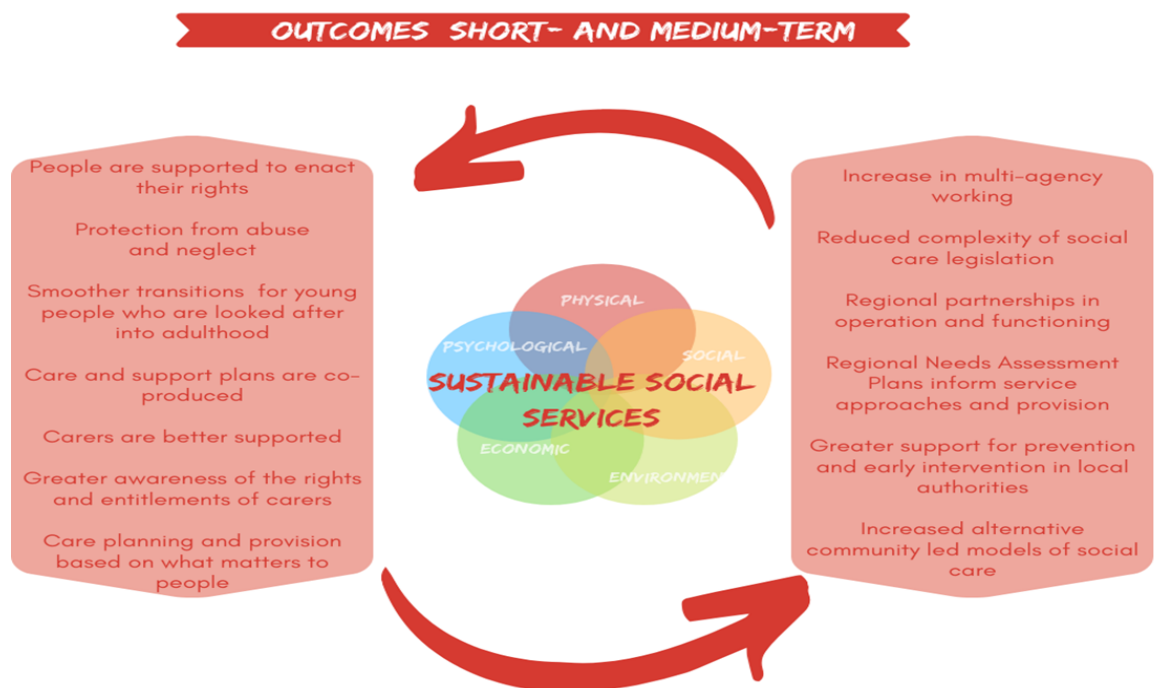 OUTCOMES SHORT- AND MEDIUM-TERM
People are supported to enact
their rights
Protection from abuse
and neglect
Smoother transitions for young
people who are looked after
into adulthood
Care and support plans are co-
produced
Carers are better supported
Greater awareness of the rights
and entitlements of carers
Care planning and provision
based on what matters to
people
PHYSICAL
PSYCHOLOGICAL
SOCIAL
SUSTAINABLE SOCIAL
SERVICES
ECONOMIC
ENVIRONMEN
Increase in multi-agency
working
Reduced complexity of social
care legislation
Regional partnerships in
operation and functioning
Regional Needs Assessment
Plans inform service
approaches and provision
Greater support for prevention
and early intervention in local
authorities
Increased alternative
community led models of social
care